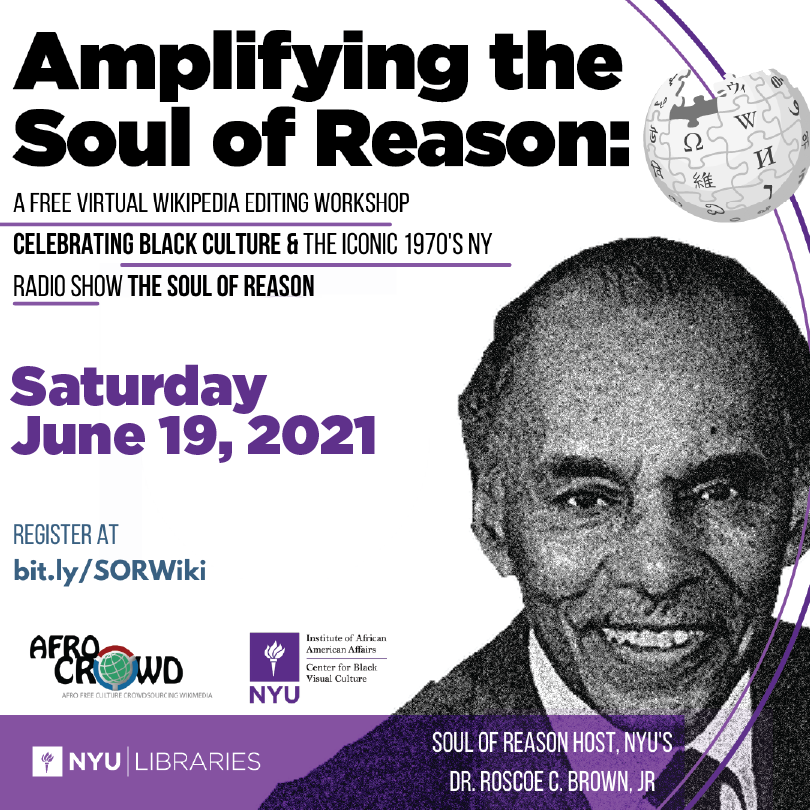 Amplifying the
Soul of Reason:
A FREE VIRTUAL WIKIPEDIA EDITING WORKSHOP
CELEBRATING BLACK CULTURE & THE ICONIC 1970'S NY
RADIO SHOW THE SOUL OF REASON
Ω W И 維
Saturday
June 19, 2021
REGISTER AT
bit.ly/SORWiki
AFRO
CROWD
AFRO FREE CULTURE CROWDSOURCING WIKIMEDIA
NYU
Institute of African
American Affairs
Center for Black
Visual Culture
NYU LIBRARIES
SOUL OF REASON HOST, NYU'S
DR. ROSCOE C. BROWN, JR